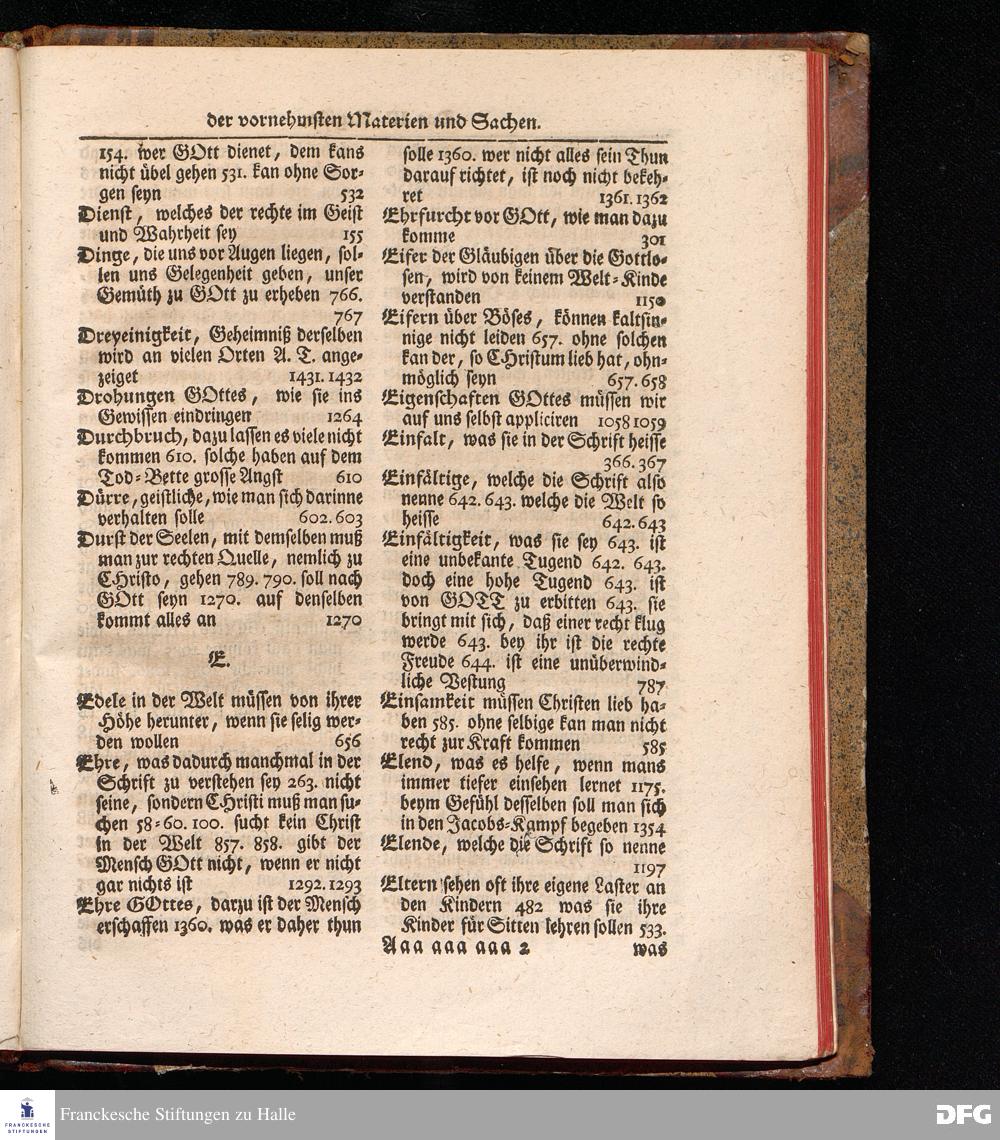 der vornehmsten Materien und Sachen.
154. wer GOtt dienet, dem kans
nicht übel gehen 531. kan ohne Sor-
gen seyn 532
Dienst, welches der rechte im Geist
und Wahrheit sey 155
Dinge, die uns vor Augen liegen, sol-
len uns Gelegenheit geben, unser
Gemüth zu GOtt zu erheben 766.
767
Dreyeinigkeit, Geheimniß derselben
wird an vielen Orten A. T. ange-
zeiget 1431. 1432
Drohungen GOttes, wie sie ins
Gewissen eindringen 1264
Durchbruch, dazu lassen es viele nicht
kommen 610. solche haben auf dem
Tod-Bette grosse Angst 610
Dürre, geistliche, wie man sich darinne
verhalten solle 602. 603
Durst der Seelen, mit demselben muß
man zur rechten Quelle, nemlich zu
CHristo, gehen 789. 790. soll nach
GOtt seyn 1270. auf denselben
kommt alles an 1270
E.
Edele in der Welt müssen von ihrer
Höhe herunter, wenn sie selig wer-
den wollen 656
Ehre, was dadurch manchmal in der
Schrift zu verstehen sey 263. nicht
seine, sondern CHristi muß man su-
chen 58-60. 100. sucht kein Christ
in der Welt 857. 858. gibt der
Mensch GOtt nicht, wenn er nicht
gar nichts ist 1292. 1293
Ehre GOttes, darzu ist der Mensch
erschaffen 1360. was er daher thun
solle 1360. wer nicht alles sein Thun
darauf richtet, ist noch nicht bekeh-
ret 1361. 1362
Ehrfurcht vor GOtt, wie man dazu
komme 301
Eifer der Gläubigen über die Gottlo-
sen, wird von keinem Welt-Kinde
verstanden 1150
Eifern über Böses, können kaltsin-
nige nicht leiden 657. ohne solchen
kan der, so CHristum lieb hat, ohn-
möglich seyn 657. 658
Eigenschaften GOttes müssen wir
auf uns selbst appliciren 1058 1059
Einfalt, was sie in der Schrift heisse
366. 367
Einfältige, welche die Schrift also
nenne 642. 643. welche die Welt so
heisse 642. 643
Einfältigkeit, was sie sey 643. ist
eine unbekante Tugend 642. 643.
doch eine hohe Tugend 643. ist
von GOTT zu erbitten 643. sie
bringt mit sich, daß einer recht klug
werde 643. bey ihr ist die rechte
Freude 644. ist eine unüberwind-
liche Vestung 787
Einsamkeit müssen Christen lieb ha-
ben 585. ohne selbige kan man nicht
recht zur Kraft kommen 585
Elend, was es helfe, wenn mans
immer tiefer einsehen lernet 1175.
beym Gefühl desselben soll man sich
in den Jacobs-Kampf begeben 1354
Elende, welche die Schrift so nenne
1197
Eltern sehen oft ihre eigene Laster an
den Kindern 482 was sie ihre
Kinder für Sitten lehren sollen 533.
Aaa aaa aaa 2 was
FRANCKESCHE
STIFTUNGEN
Franckesche Stiftungen zu Halle
DFG